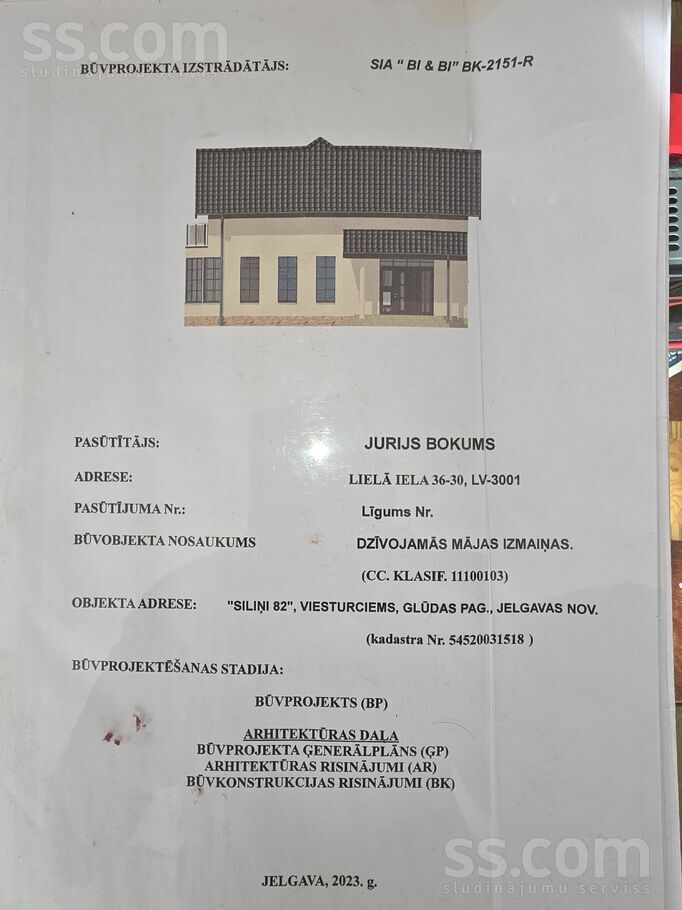 ss.com
sludinājumu serviss
BŪVPROJEKTA IZSTRĀDĀTĀJS: SIA “ BI & BI” BK-2151-R
PASŪTĪTĀJS: JURIJS BOKUMS
ADRESE: LIELĀ IELA 36-30, LV-3001
PASŪTĪJUMA Nr.: Līgums Nr.
BŪVOBJEKTA NOSAUKUMS DZĪVOJAMĀS MĀJAS IZMAIŅAS.
(CC. KLASIF. 11100103)
OBJEKTA ADRESE: "SILIŅI 82", VIESTURCIEMS, GLŪDAS PAG., JELGAVAS NOV.
(kadastra Nr. 54520031518 )
BŪVPROJEKTĒŠANAS STADIJA:
BŪVPROJEKTS (BP)
ARHITEKTŪRAS DAĻA
BŪVPROJEKTA ĢENERĀLPLĀNS (ĢP)
ARHITEKTŪRAS RISINĀJUMI (AR)
BŪVKONSTRUKCIJAS RISINĀJUMI (BK)
ss.com
sludinājumu serviss
JELGAVA, 2023. g.